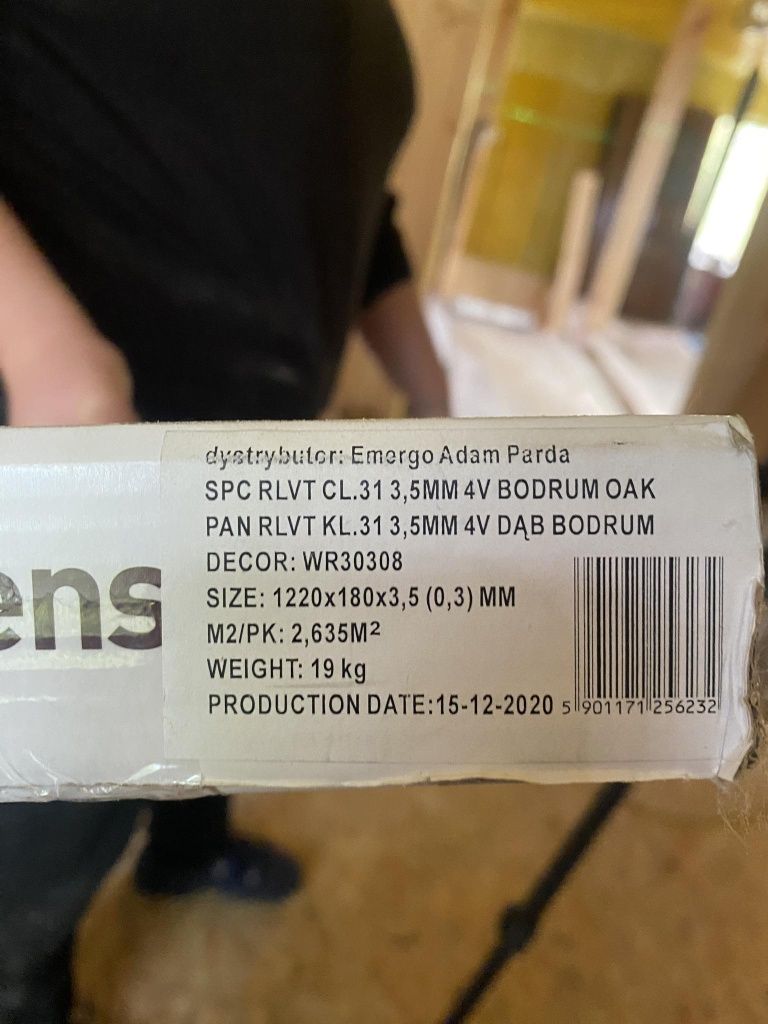 dystrybutor: Emergo Adam Parda
SPC RLVT CL.31 3,5MM 4V BODRUM OAK
PAN RLVT KL.31 3,5MM 4V DĄB BODRUM
DECOR: WR30308
SIZE: 1220x180x3,5 (0,3) MM
M2/PK: 2,635M²
WEIGHT: 19 kg
PRODUCTION DATE:15-12-2020
5 901171 256232
ens